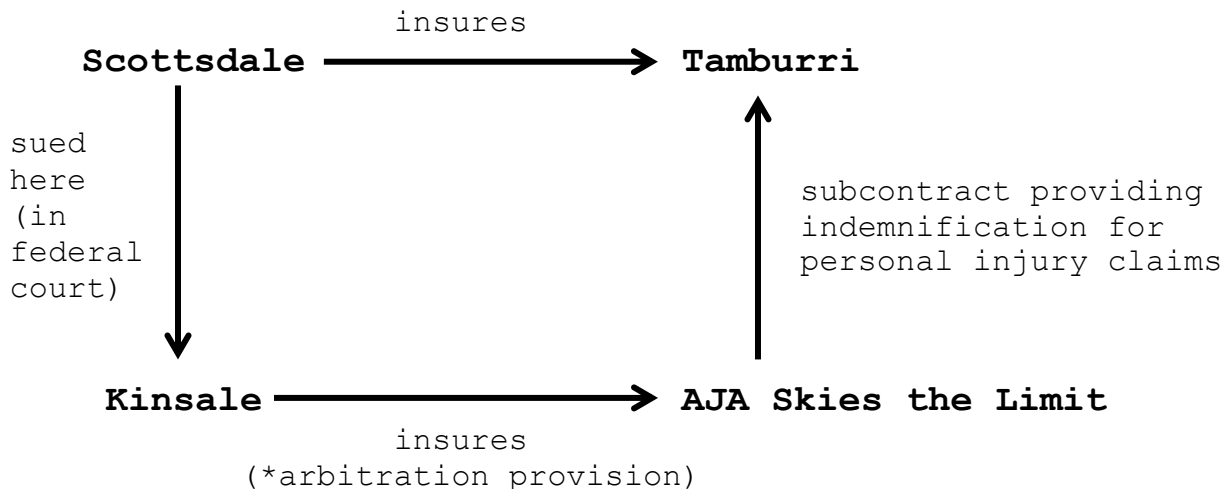 insures
Scottsdale
Tamburri
sued
here
(in
federal
court)
subcontract providing
indemnification for
personal injury claims
Kinsale
AJA Skies the Limit
insures
(*arbitration provision)